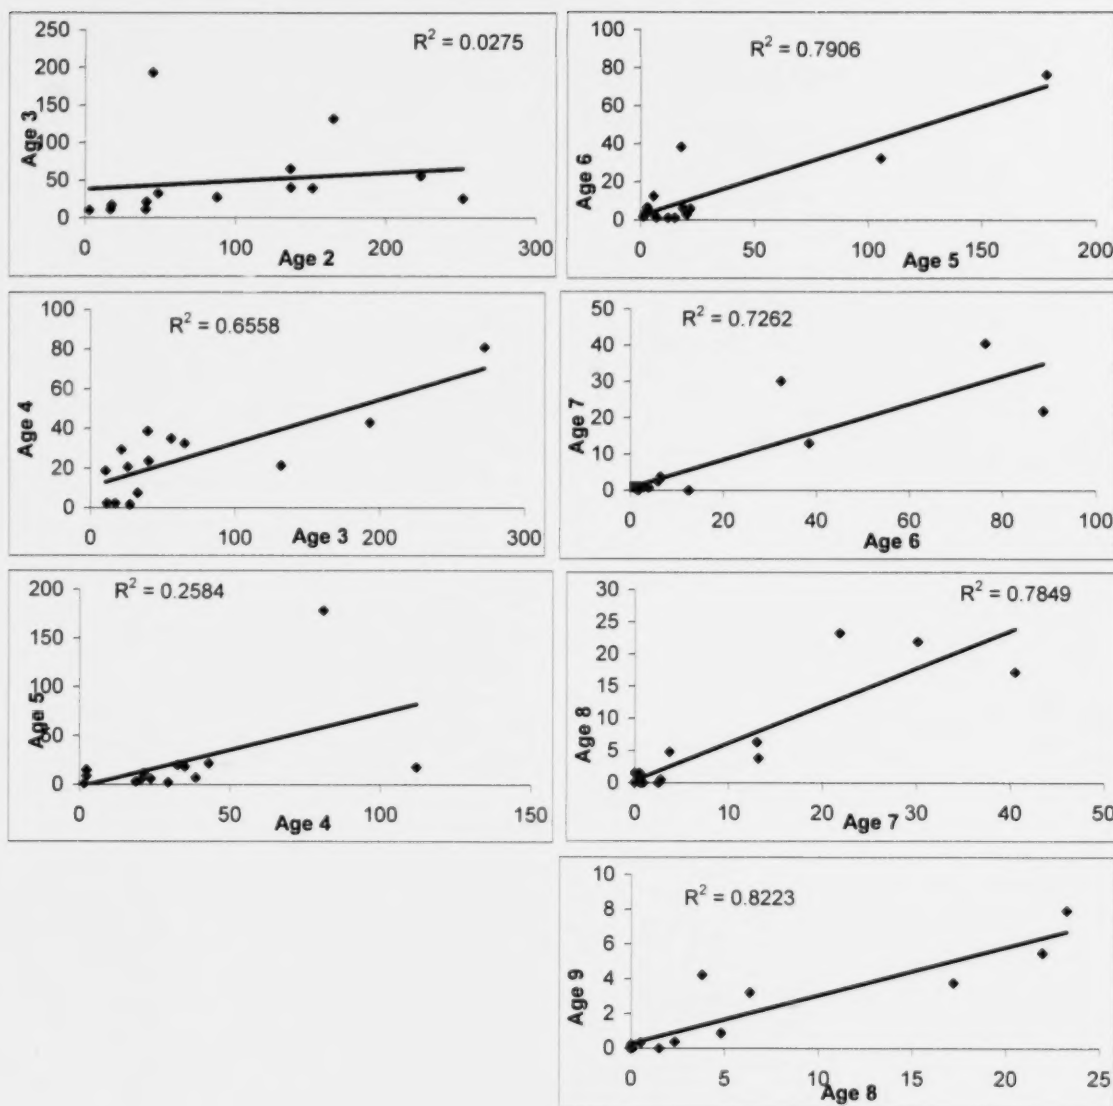 R² = 0.0275
250
200
150
100
50
0
Age 3
0 100 200 300
Age 2
R² = 0.7906
100
80
60
40
20
0
Age 6
0 50 100 150 200
Age 5
R² = 0.6558
100
80
60
40
20
0
Age 4
0 100 200 300
Age 3
R² = 0.7262
50
40
30
20
10
0
Age 7
0 20 40 60 80 100
Age 6
R² = 0.2584
200
150
100
50
0
Age 5
0 50 100 150
Age 4
R² = 0.7849
30
25
20
15
10
5
0
Age 8
0 10 20 30 40 50
Age 7
R² = 0.8223
10
8
6
4
2
0
Age 9
0 5 10 15 20 25
Age 8